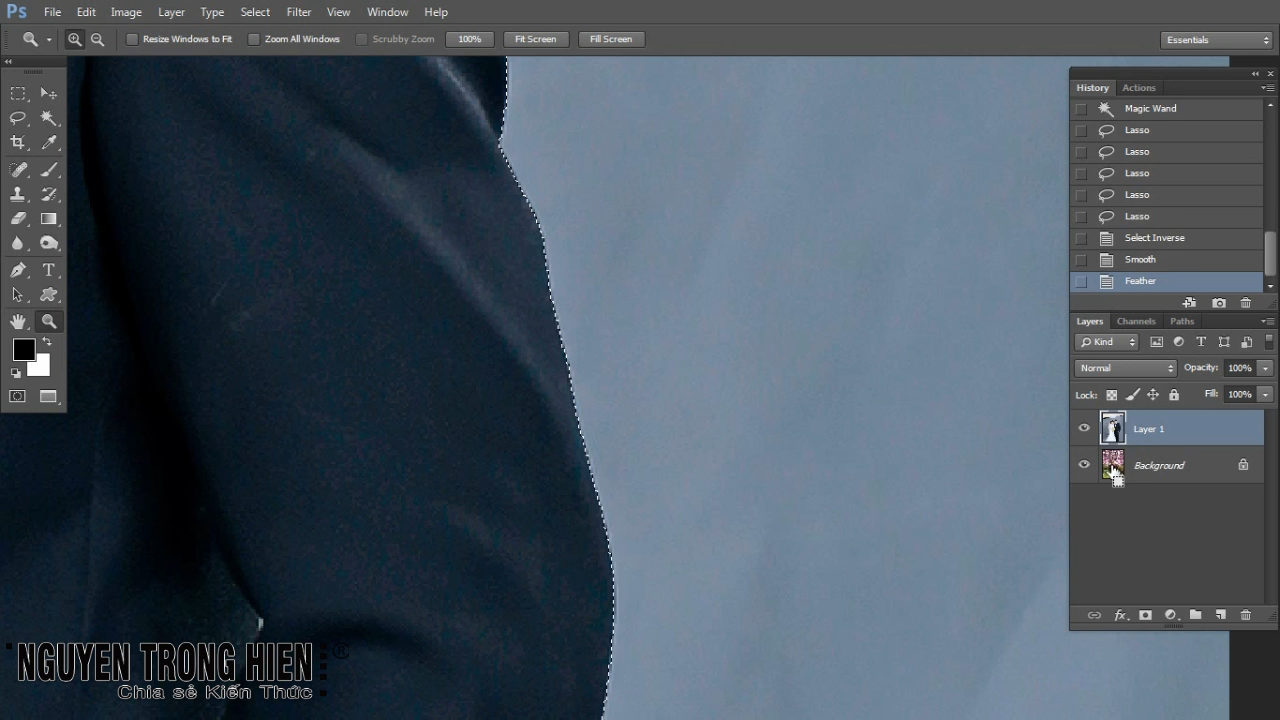 Ps File Edit Image Layer Type Select Filter View Window Help
Resize Windows to Fit Zoom All Windows Scrubby Zoom 100% Fit Screen Fill Screen Essentials
History Actions
Magic Wand
Lasso
Lasso
Lasso
Lasso
Lasso
Select Inverse
Smooth
Feather
Layers Channels Paths
Kind
Normal Opacity: 100%
Lock: Fill: 100%
Layer 1
Background
NGUYEN TRONG HIEN ®
Chia sẻ Kiến Thức